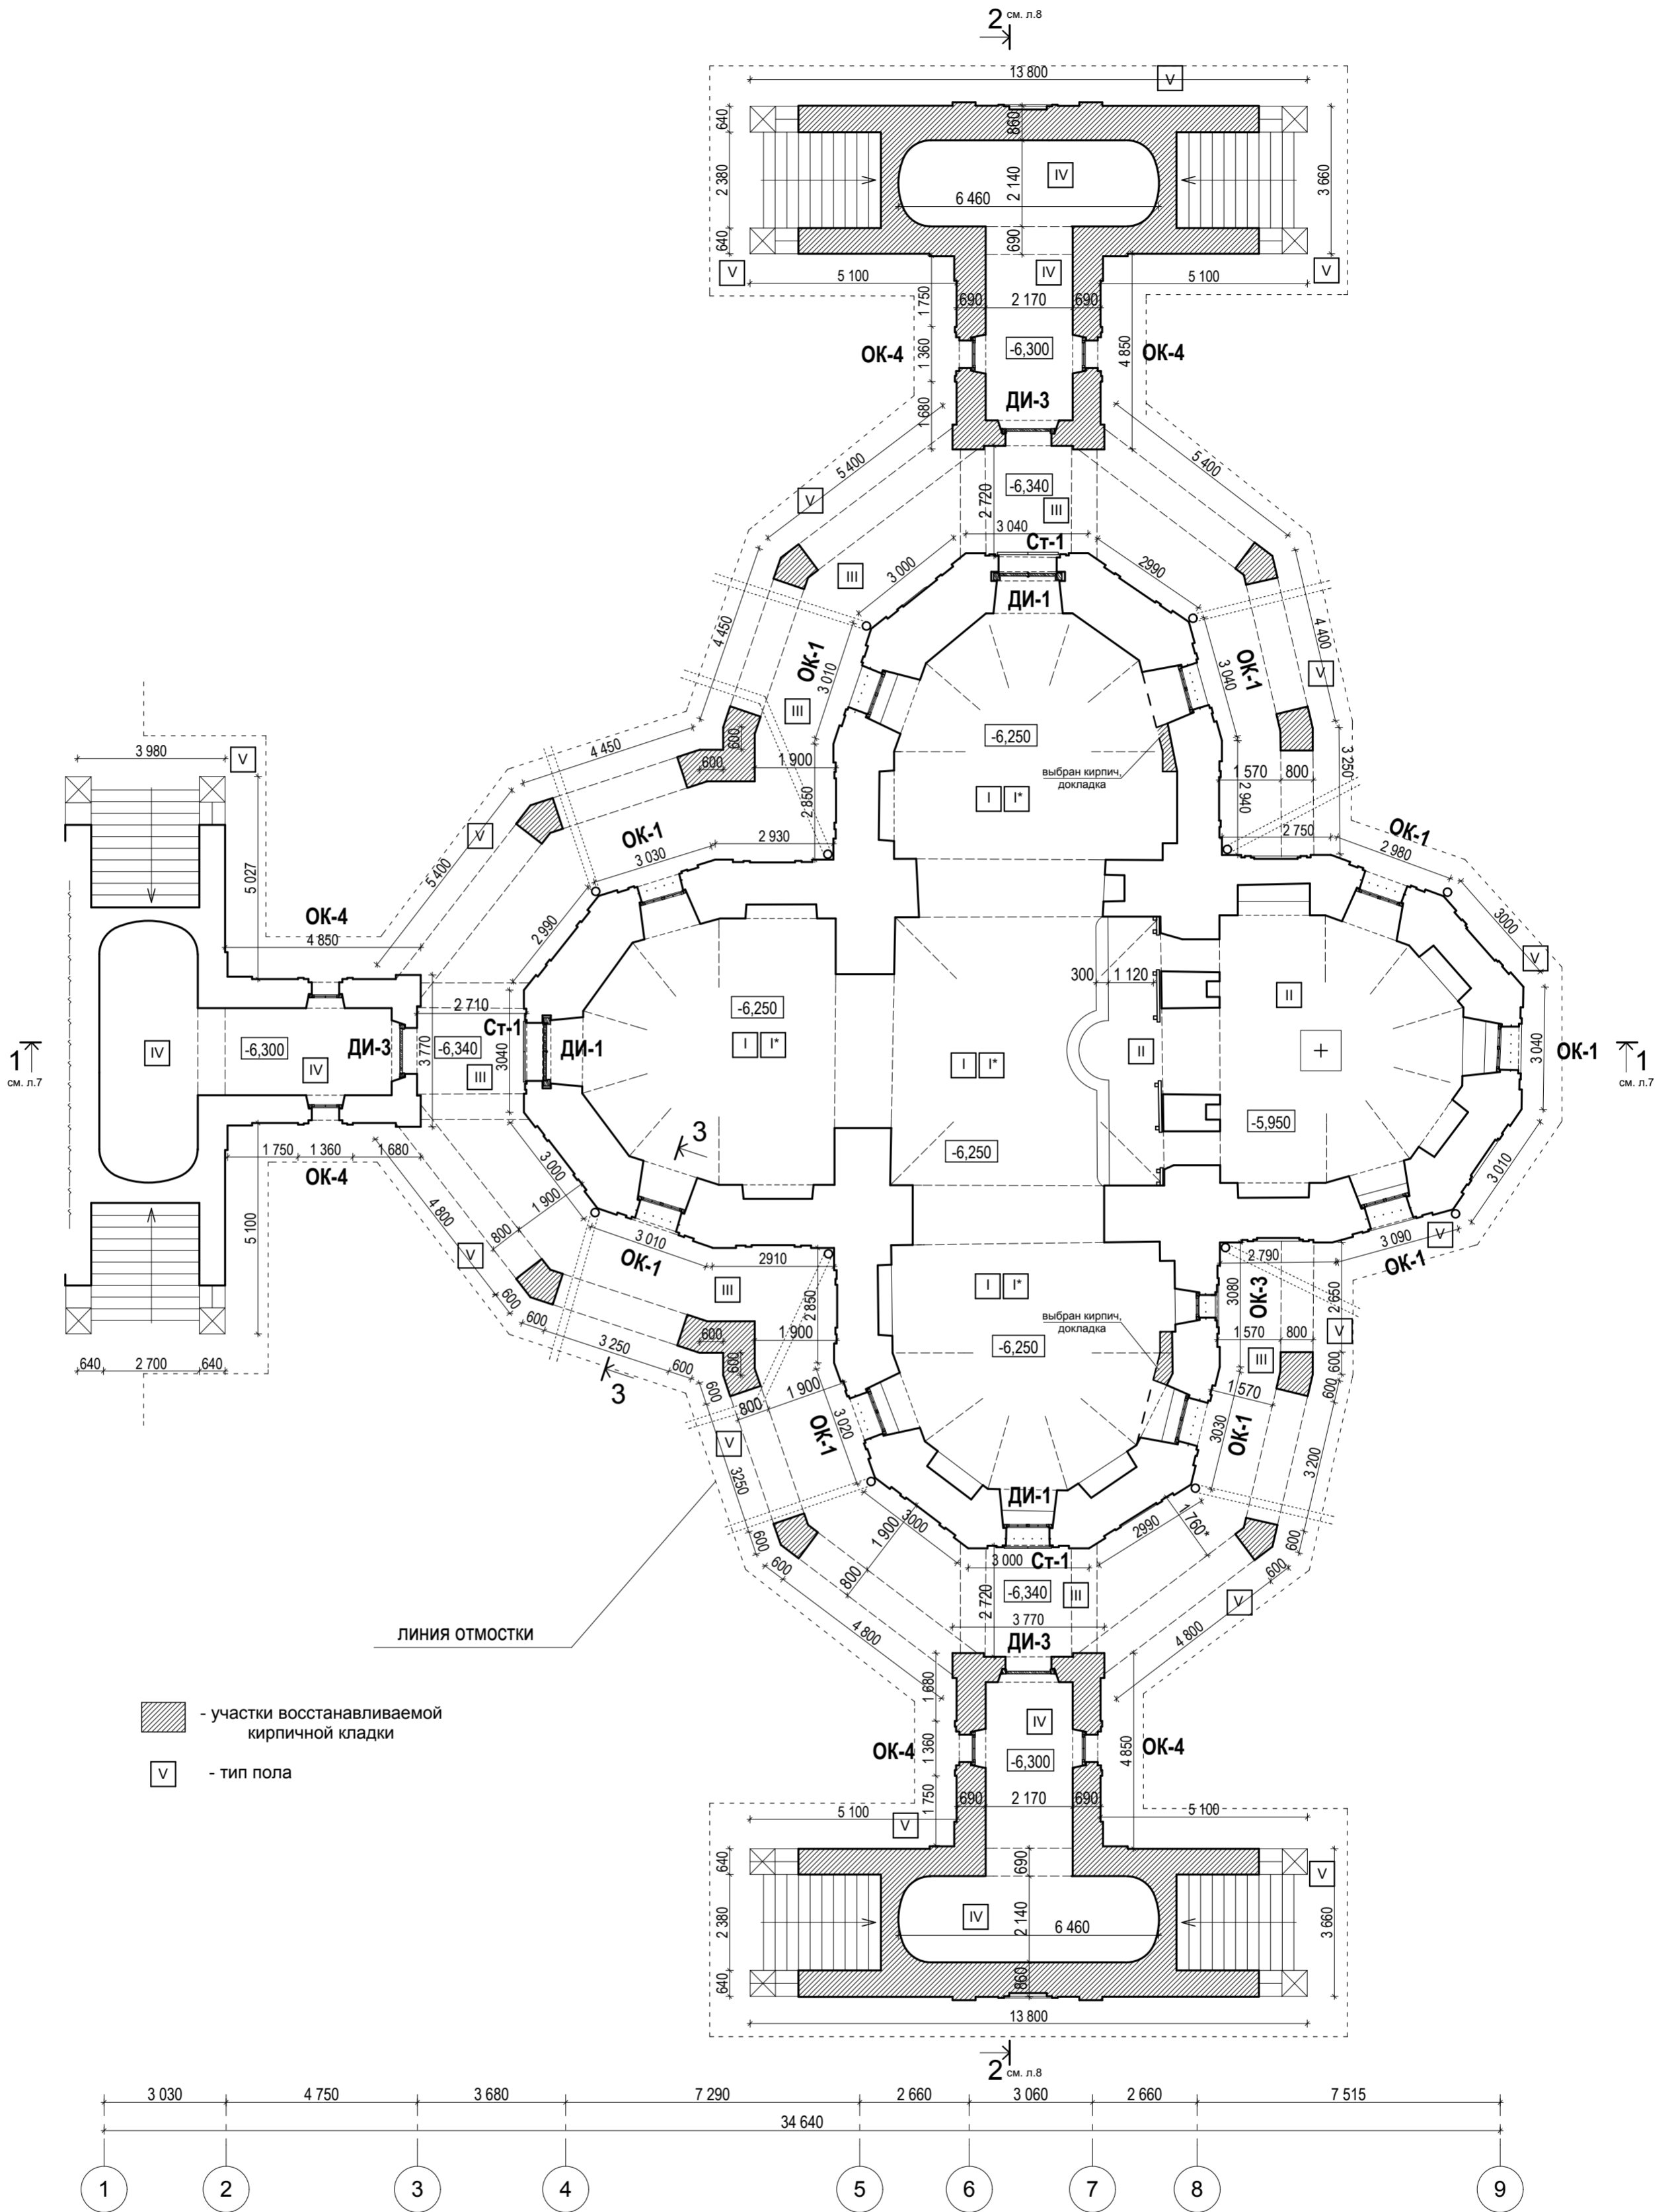 2 см. л.8
13 800
V
640
860
2 380
2 140
IV
3 660
6 460
640
690
V
IV
V
5 100
5 100
1 750
690
2 170
690
ОК-4
1 360
-6,300
4 850
ОК-4
ДИ-3
1 680
5 400
5 400
-6,340
V
2 720
III
3 040
Ст-1
3 000
2990
III
ДИ-1
4 450
4 400
ОК-1
3 010
3 040
ОК-1
V
III
-6,250
600
3 980
V
4 450
600
1 900
выбран кирпич,
докладка
1 570
800
3 250
I
I*
2 850
2 940
V
ОК-1
2 930
2 750
ОК-1
3 030
2 980
5 027
5 400
ОК-4
2 990
3000
4 850
V
300
1 120
2 710
-6,250
II
Ст-1
3 770
3040
3 040
IV
-6,300
ДИ-3
-6,340
ДИ-1
I
I*
II
ОК-1
1
см. л.7
1
см. л.7
IV
III
I
I*
-5,950
3
-6,250
1 750
1 360
1 680
3 000
3 010
ОК-4
1 900
4 800
5 100
800
3 010
3 090
V
V
ОК-1
2910
2 790
ОК-1
III
I
I*
3080
ОК-3
2 650
2 850
600
600
3 250
600
1 900
выбран кирпич,
докладка
1 570
800
V
-6,250
III
640
2 700
640
600
600
600
600
3
600
800
1 900
1 570
V
3 020
ОК-1
3030
ОК-1
3250
3 200
ДИ-1
3000
2990
1 760*
600
1 900
600
3 000
Ст-1
600
800
600
-6,340
III
2 720
V
3 770
ЛИНИЯ ОТМОСТКИ
ДИ-3
4 800
4 800
1 680
- участки восстанавливаемой
кирпичной кладки
IV
ОК-4
1 360
-6,300
4 850
ОК-4
V
- тип пола
1 750
690
2 170
690
5 100
V
5 100
640
690
V
2 380
IV
2 140
6 460
3 660
640
860
13 800
2 см. л.8
3 030
4 750
3 680
7 290
2 660
3 060
2 660
7 515
34 640
1
2
3
4
5
6
7
8
9